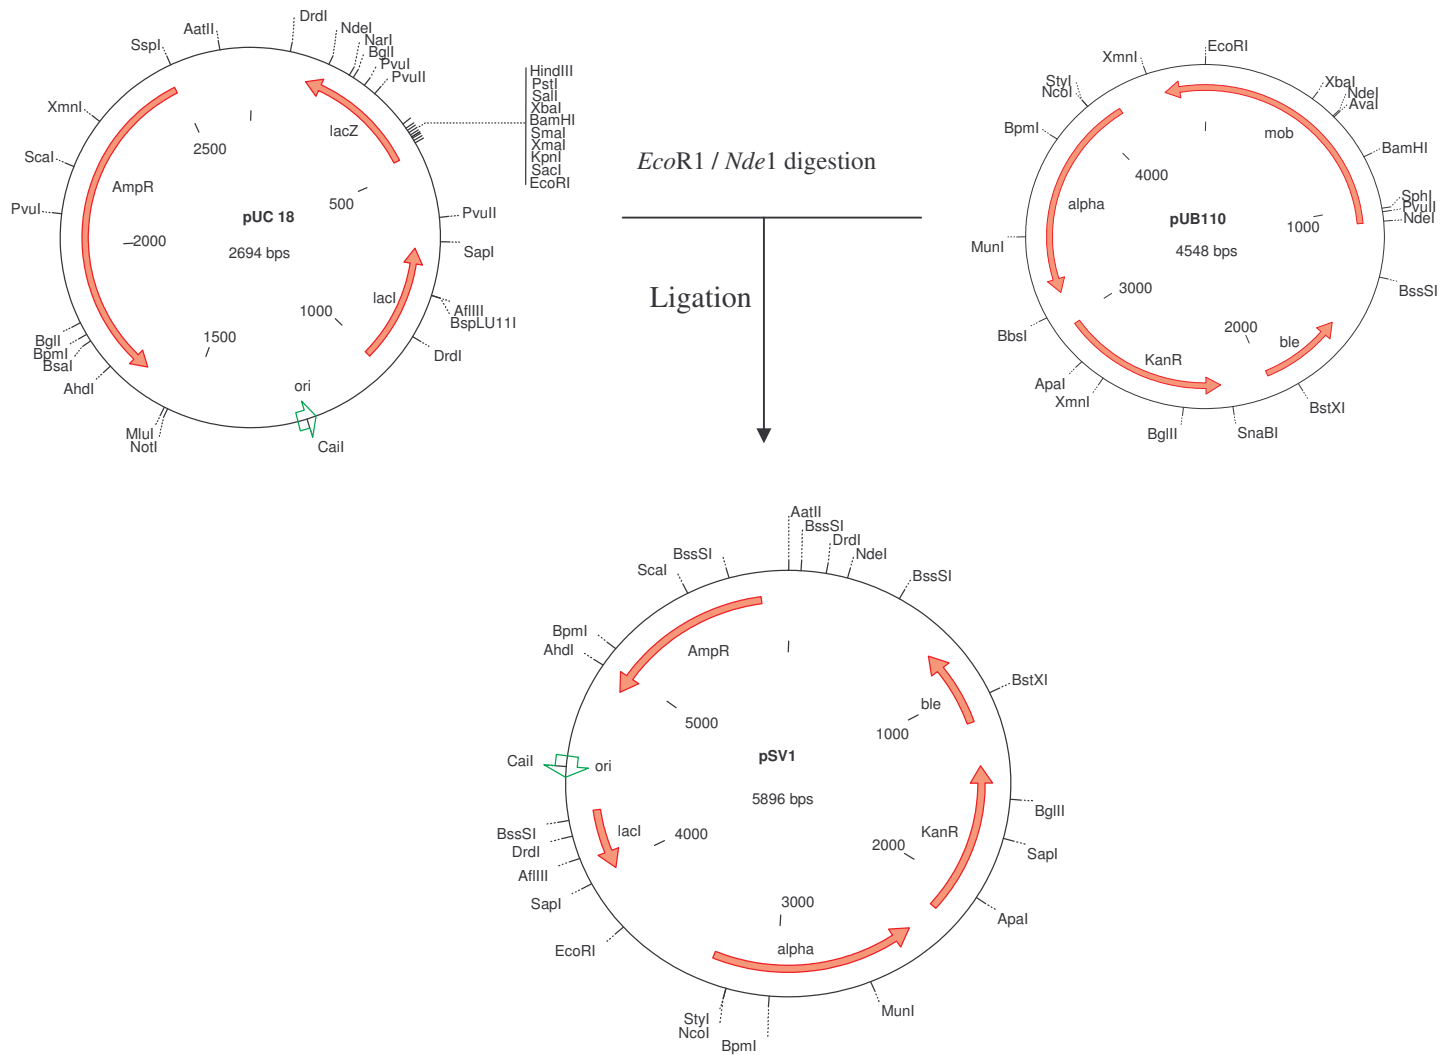 DrdI
AatII
NdeI
SspI
NarI
BglI
PvuI
PvuII
HindIII
PstI
SalI
XbaI
BamHI
SmaI
XmaI
KpnI
SacI
EcoRI
XmnI
lacZ
2500
ScaI
AmpR
500
PvuI
pUC 18
PvuII
2000
2694 bps
SapI
lacI
AflIII
BspLU11I
1000
1500
DrdI
BglI
BpmI
BsaI
AhdI
ori
MluI
NotI
CaiI
EcoR1 / Nde1 digestion
Ligation
EcoRI
XmnI
StyI
NcoI
XbaI
NdeI
AvaI
BpmI
mob
BamHI
4000
alpha
SphI
PvuII
NdeI
pUB110
1000
MunI
4548 bps
3000
BssSI
2000
BbsI
ble
KanR
ApaI
XmnI
BstXI
BglII
SnaBI
AatII
BssSI
DrdI
NdeI
BssSI
ScaI
BssSI
BpmI
AhdI
AmpR
BstXI
ble
5000
1000
pSV1
CaiI
ori
5896 bps
BglII
lacI
4000
KanR
BssSI
DrdI
2000
SapI
AflIII
SapI
3000
ApaI
EcoRI
alpha
MunI
StyI
NcoI
BpmI